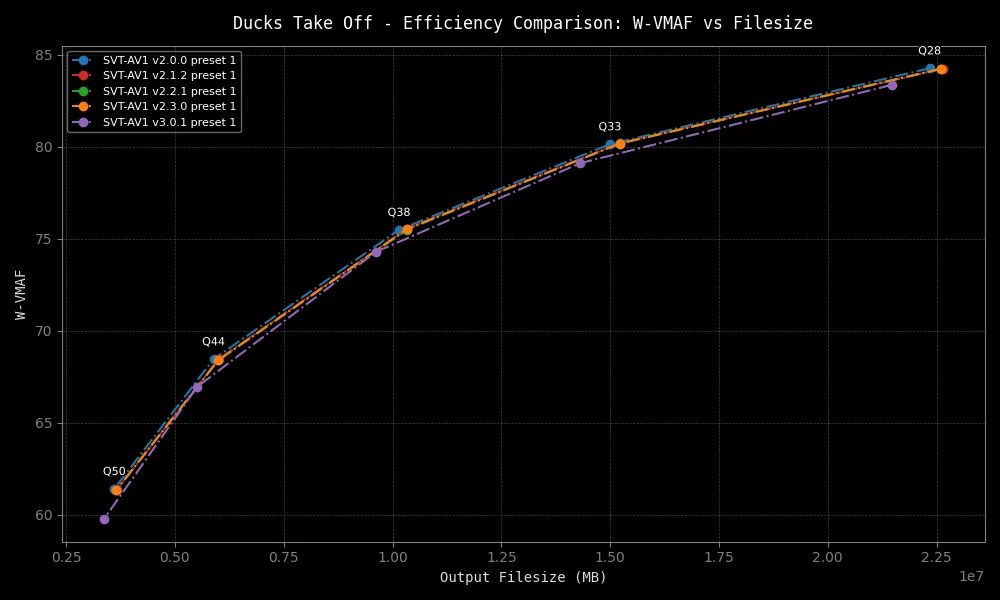 Ducks Take Off - Efficiency Comparison: W-VMAF vs Filesize
SVT-AV1 v2.0.0 preset 1
SVT-AV1 v2.1.2 preset 1
SVT-AV1 v2.2.1 preset 1
SVT-AV1 v2.3.0 preset 1
SVT-AV1 v3.0.1 preset 1
Q28
Q33
Q38
Q44
Q50
85
80
75
70
65
60
W-VMAF
0.25
0.50
0.75
1.00
1.25
1.50
1.75
2.00
2.25
1e7
Output Filesize (MB)